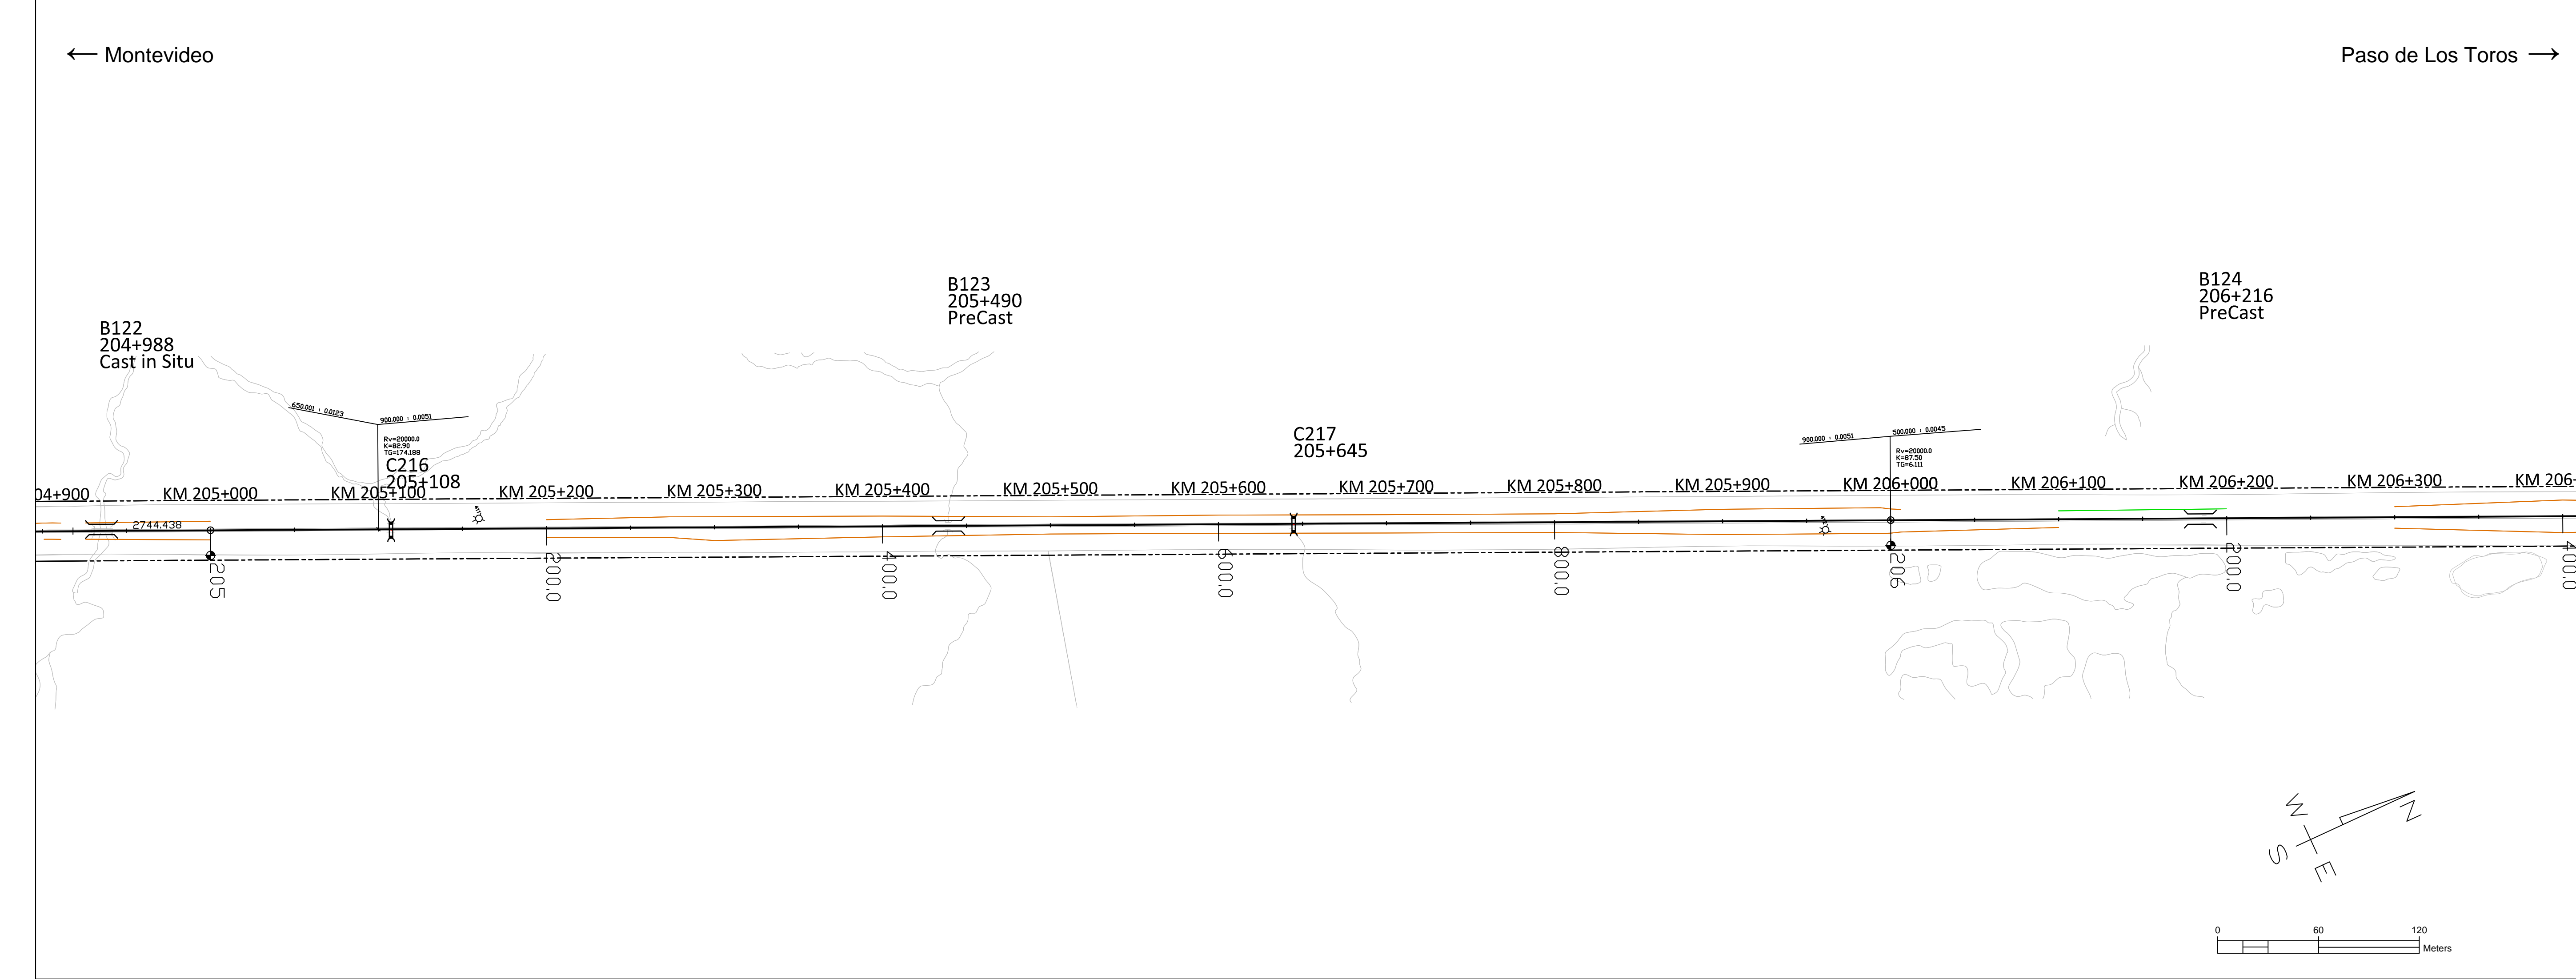 ← Montevideo
Paso de Los Toros →
B122
204+988
Cast in Situ
B123
205+490
PreCast
B124
206+216
PreCast
650.001 : 0.0123
900.000 : 0.0051
Rv=20000.0
K=82.90
TG=174.188
C216
205+108
C217
205+645
900.000 : 0.0051
500.000 : 0.0045
Rv=20000.0
K=87.50
TG=6.111
04+900
KM 205+000
KM 205+100
KM 205+200
KM 205+300
KM 205+400
KM 205+500
KM 205+600
KM 205+700
KM 205+800
KM 205+900
KM 206+000
KM 206+100
KM 206+200
KM 206+300
KM 206+
2744.438
205
200.0
400.0
600.0
800.0
206
200.0
400.0
W
N
S
E
0 60 120
Meters